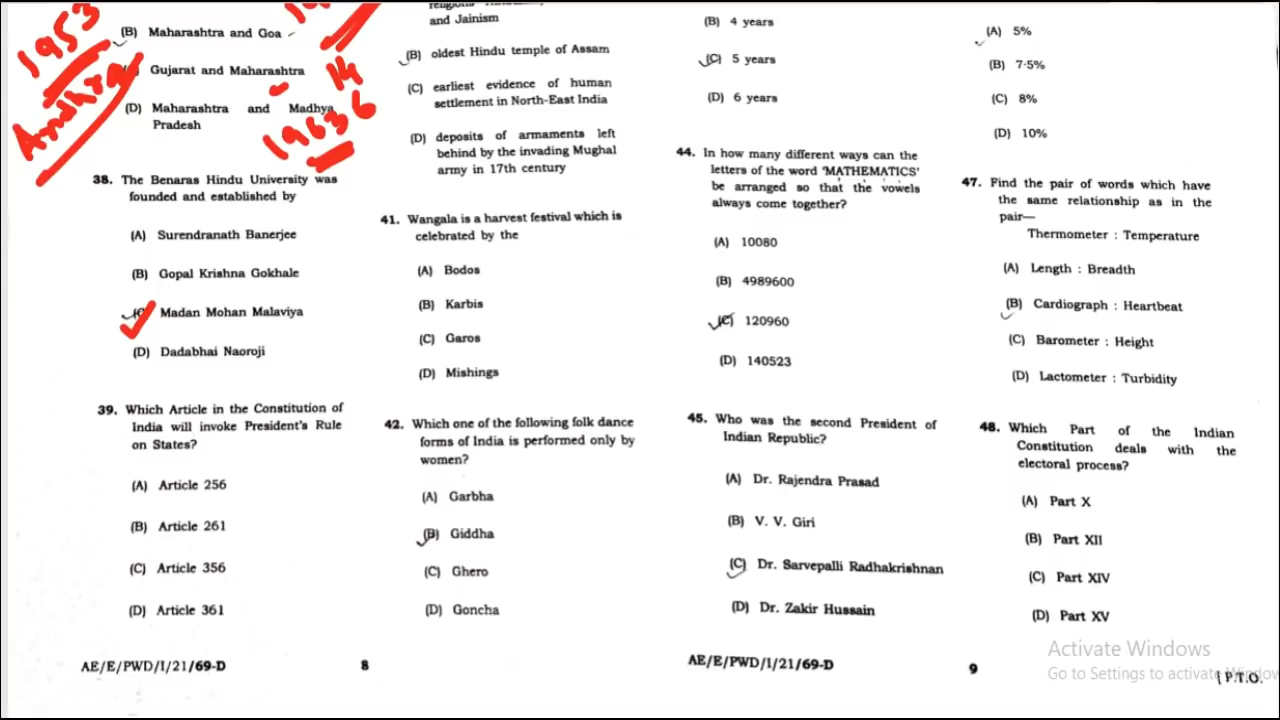 (B) Maharashtra and Goa
Gujarat and Maharashtra
(D) Maharashtra and Madhya
Pradesh
1953
Andhra
14
1963
6
38. The Benaras Hindu University was
founded and established by
(A) Surendranath Banerjee
(B) Gopal Krishna Gokhale
(C) Madan Mohan Malaviya
(D) Dadabhai Naoroji
39. Which Article in the Constitution of
India will invoke President's Rule
on States?
(A) Article 256
(B) Article 261
(C) Article 356
(D) Article 361
AE/E/PWD/I/21/69-D
8
and Jainism
(B) oldest Hindu temple of Assam
(C) earliest evidence of human
settlement in North-East India
(D) deposits of armaments left
behind by the invading Mughal
army in 17th century
41. Wangala is a harvest festival which is
celebrated by the
(A) Bodos
(B) Karbis
(C) Garos
(D) Mishings
42. Which one of the following folk dance
forms of India is performed only by
women?
(A) Garbha
(B) Giddha
(C) Ghero
(D) Goncha
(B) 4 years
(C) 5 years
(D) 6 years
44. In how many different ways can the
letters of the word 'MATHEMATICS'
be arranged so that the vowels
always come together?
(A) 10080
(B) 4989600
(C) 120960
(D) 140523
45. Who was the second President of
Indian Republic?
(A) Dr. Rajendra Prasad
(B) V. V. Giri
(C) Dr. Sarvepalli Radhakrishnan
(D) Dr. Zakir Hussain
AE/E/PWD/I/21/69-D
9
(A) 5%
(B) 7·5%
(C) 8%
(D) 10%
47. Find the pair of words which have
the same relationship as in the
pair—
Thermometer : Temperature
(A) Length : Breadth
(B) Cardiograph : Heartbeat
(C) Barometer : Height
(D) Lactometer : Turbidity
48. Which Part of the Indian
Constitution deals with the
electoral process?
(A) Part X
(B) Part XII
(C) Part XIV
(D) Part XV
Activate Windows
Go to Settings to activate Windows
[ P.T.O.